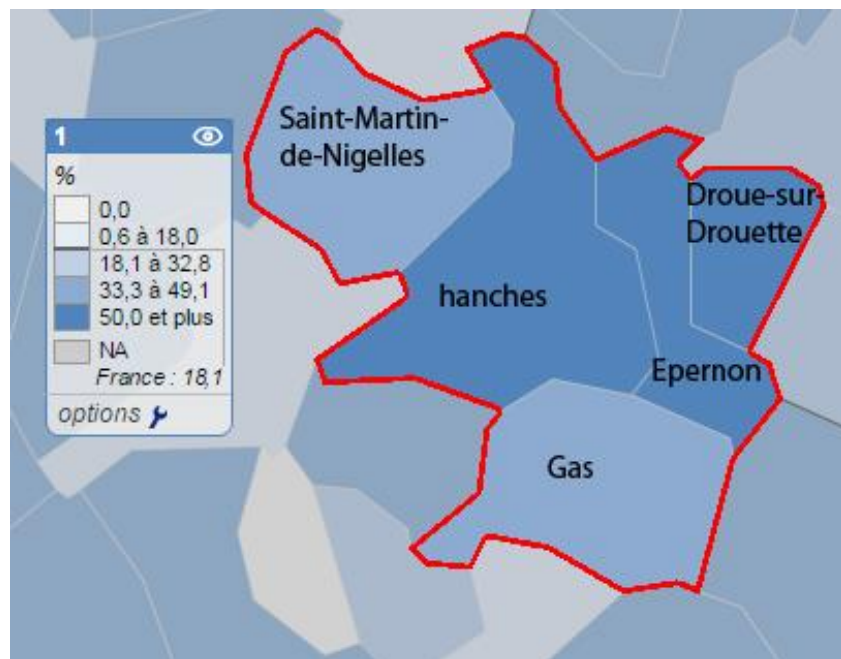 1
%
0,0
0,6 à 18,0
18,1 à 32,8
33,3 à 49,1
50,0 et plus
NA
France : 18,1
options
Saint-Martin-
de-Nigelles
Droue-sur-
Drouette
hanches
Epernon
Gas